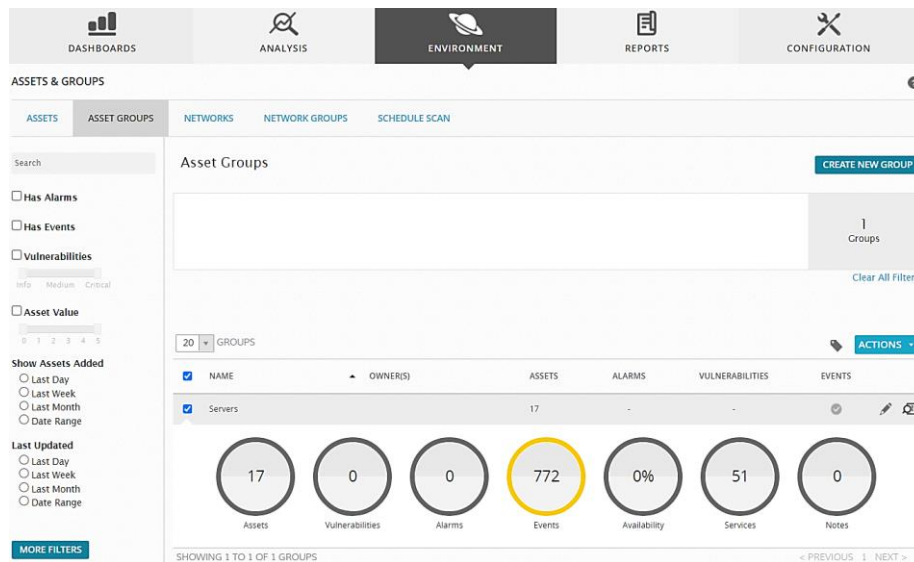 DASHBOARDS ANALYSIS ENVIRONMENT REPORTS CONFIGURATION
ASSETS & GROUPS
ASSETS ASSET GROUPS NETWORKS NETWORK GROUPS SCHEDULE SCAN
Search
Has Alarms
Has Events
Vulnerabilities
Info Medium Critical
Asset Value
0 1 2 3 4 5
Show Assets Added
Last Day
Last Week
Last Month
Date Range
Last Updated
Last Day
Last Week
Last Month
Date Range
MORE FILTERS
Asset Groups
CREATE NEW GROUP
1
Groups
Clear All Filter
20 GROUPS
ACTIONS
NAME OWNER(S) ASSETS ALARMS VULNERABILITIES EVENTS
Servers 17 - -
17 0 0 772 0% 51 0
Assets Vulnerabilities Alarms Events Availability Services Notes
SHOWING 1 TO 1 OF 1 GROUPS
< PREVIOUS 1 NEXT >